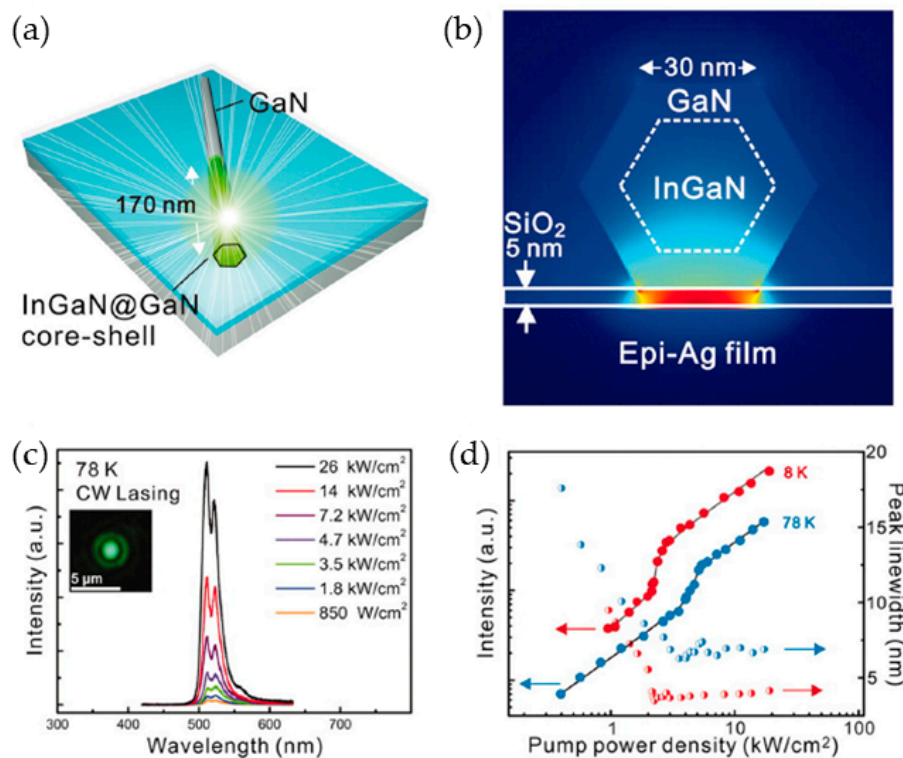 (a)
GaN
170 nm
InGaN@GaN
core-shell
(b)
30 nm
GaN
InGaN
SiO₂
5 nm
Epi-Ag film
(c)
78 K
CW Lasing
5 µm
26 kW/cm²
14 kW/cm²
7.2 kW/cm²
4.7 kW/cm²
3.5 kW/cm²
1.8 kW/cm²
850 W/cm²
Intensity (a.u.)
300 400 500 600 700
Wavelength (nm)
(d)
8 K
78 K
Intensity (a.u.)
20
15
10
5
Peak linewidth (nm)
1 10 100
Pump power density (kW/cm²)